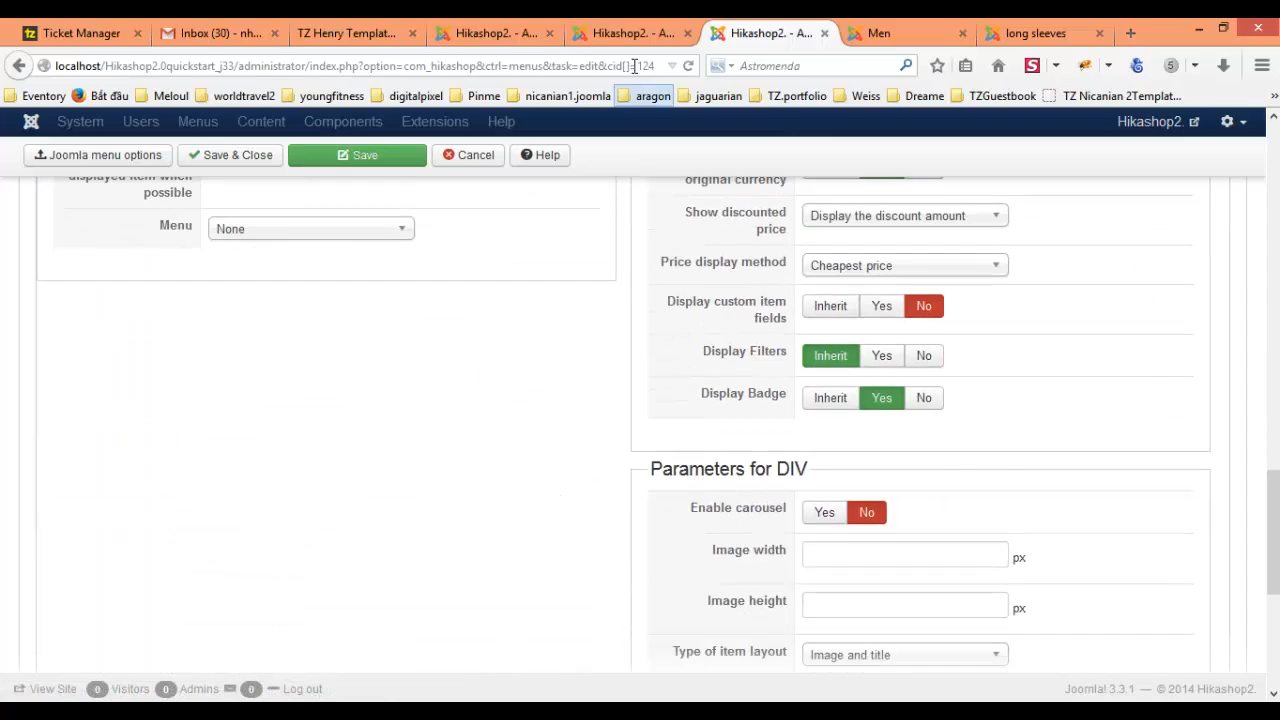 Ticket Manager × Inbox (30) - nh... × TZ Henry Templat... × Hikashop2. - A... × Hikashop2. - A... × Hikashop2. - A... × Men × long sleeves ×
localhost/Hikashop2.0quickstart_j33/administrator/index.php?option=com_hikashop&ctrl=menus&task=edit&cid[]=124 Astromenda S 5
Eventory Bắt đầu Mailoul worldtravel2 youngfitness digitalpixel Pinme nicanian1.joomla aragon jaguarian TZ.portfolio Weiss Dreame TZGuestbook TZ Nicanian 2Templat... »
System Users Menus Content Components Extensions Help Hikashop2.
Joomla menu options Save & Close Save Cancel Help
displayed item when
possible
Menu None
original currency
Show discounted
price
Display the discount amount
Price display method Cheapest price
Display custom item
fields
Inherit Yes No
Display Filters Inherit Yes No
Display Badge Inherit Yes No
Parameters for DIV
Enable carousel Yes No
Image width px
Image height px
Type of item layout Image and title
View Site 0 Visitors 0 Admins 0 Log out Joomla! 3.3.1 — © 2014 Hikashop2.